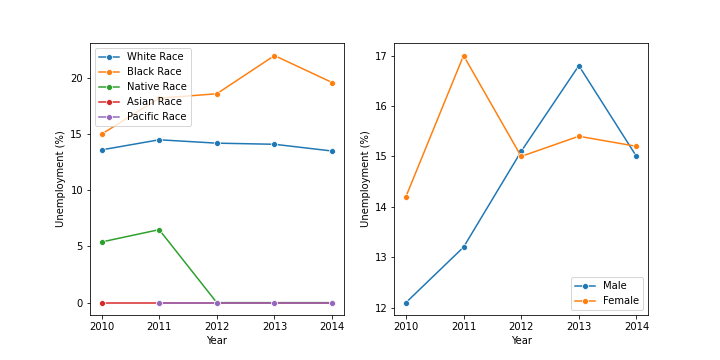 White Race
Black Race
Native Race
Asian Race
Pacific Race
20
15
10
5
0
Unemployment (%)
2010 2011 2012 2013 2014
Year
17
16
15
14
13
12
Unemployment (%)
Male
Female
2010 2011 2012 2013 2014
Year